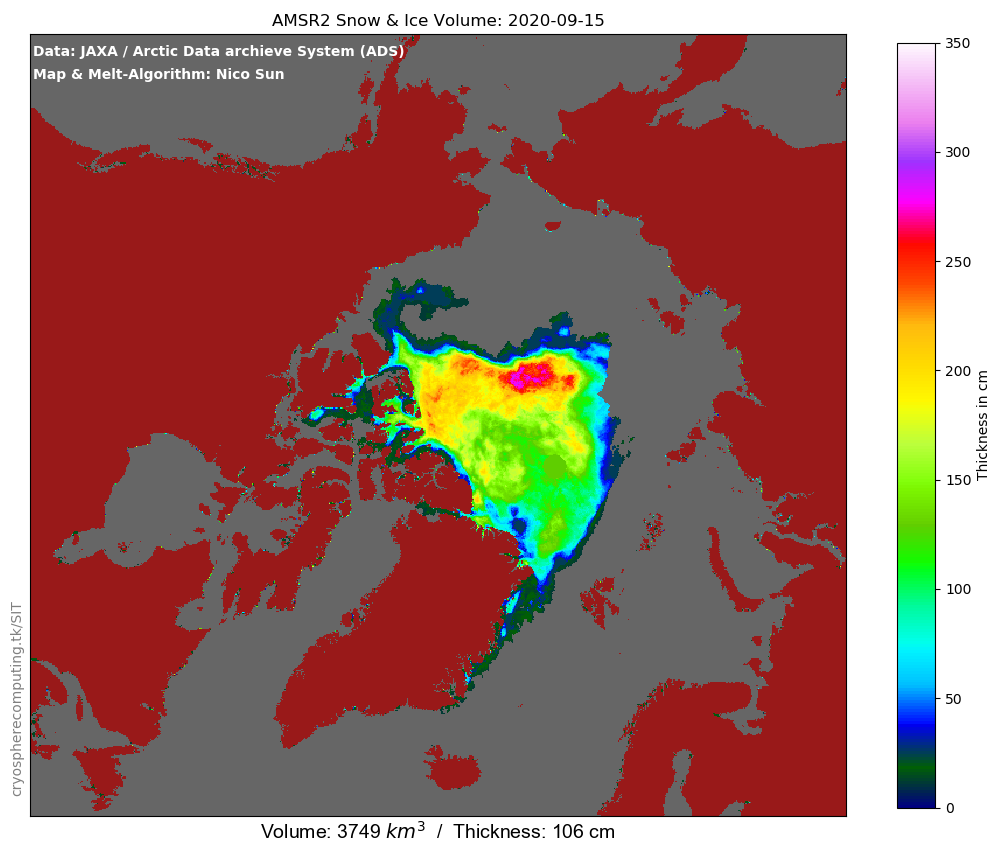 AMSR2 Snow & Ice Volume: 2020-09-15
Data: JAXA / Arctic Data archieve System (ADS)
Map & Melt-Algorithm: Nico Sun
350
300
250
200
150
100
50
0
Thickness in cm
cryospherecomputing.tk/SIT
Volume: 3749 km³ / Thickness: 106 cm